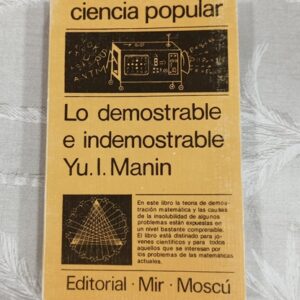 ciencia popular
Lo demostrable
e indemostrable
Yu. I. Manin
En este libro la teoria de demos-
tración matemática y las causas
de la insolubilidad de algunos
problemas están expuestas en
un nivel bastante comprensible.
El libro está distinado para jó-
venes científicos y para todos
aquellos que se interesan por
los problemas de las matemáticas
actuales.
Editorial · Mir · Moscú